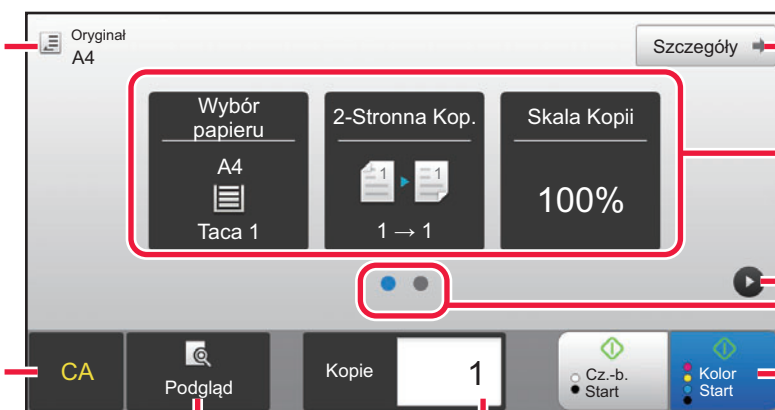 Oryginał
A4
Szczegóły
Wybór
papieru
A4
Taca 1
2-Stronna Kop.
1 1
1 → 1
Skala Kopii
100%
CA
Podgląd
Kopie
1
Cz.-b.
Start
Kolor
Start